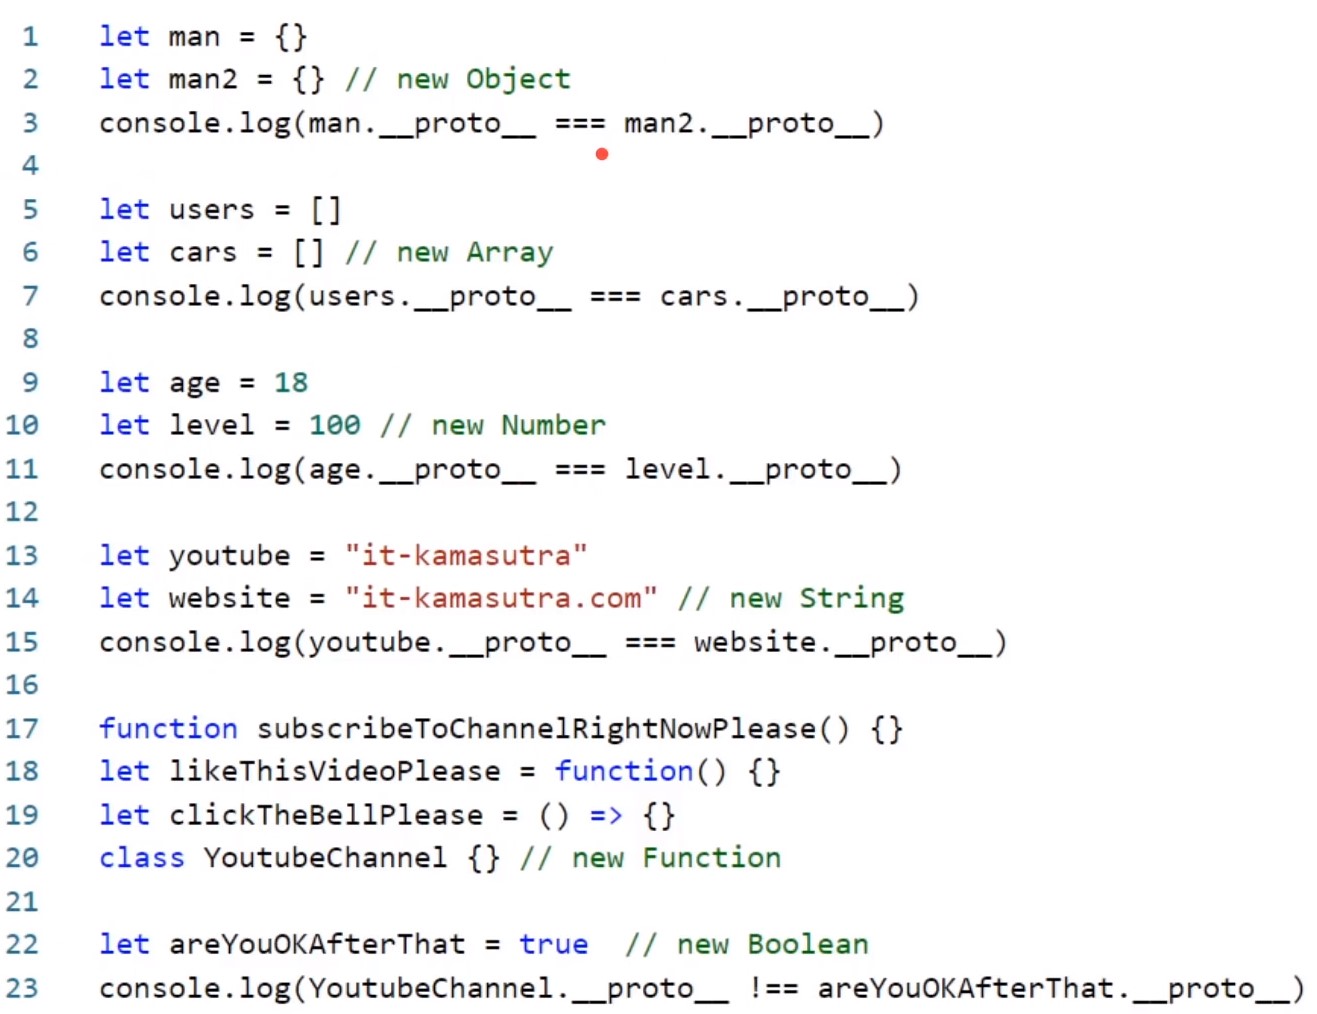 1 let man = {}
2 let man2 = {} // new Object
3 console.log(man.__proto__ === man2.__proto__)
4
5 let users = []
6 let cars = [] // new Array
7 console.log(users.__proto__ === cars.__proto__)
8
9 let age = 18
10 let level = 100 // new Number
11 console.log(age.__proto__ === level.__proto__)
12
13 let youtube = "it-kamasutra"
14 let website = "it-kamasutra.com" // new String
15 console.log(youtube.__proto__ === website.__proto__)
16
17 function subscribeToChannelRightNowPlease() {}
18 let likeThisVideoPlease = function() {}
19 let clickTheBellPlease = () => {}
20 class YoutubeChannel {} // new Function
21
22 let areYouOKAfterThat = true  // new Boolean
23 console.log(YoutubeChannel.__proto__ !== areYouOKAfterThat.__proto__)